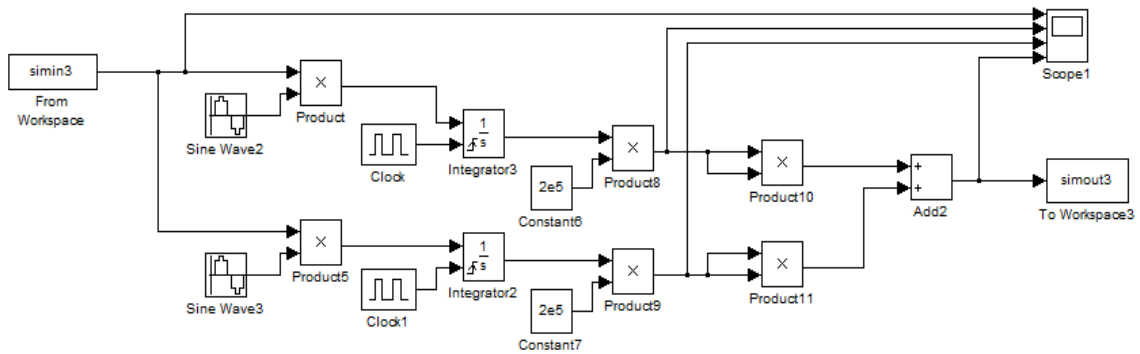 simin3
From
Workspace
Sine Wave2
×
Product
Clock
1
s
Integrator3
2e5
Constant6
×
Product8
×
Product10
+
+
Add2
Scope1
simout3
To Workspace3
Sine Wave3
×
Product5
Clock1
1
s
Integrator2
2e5
Constant7
×
Product9
×
Product11